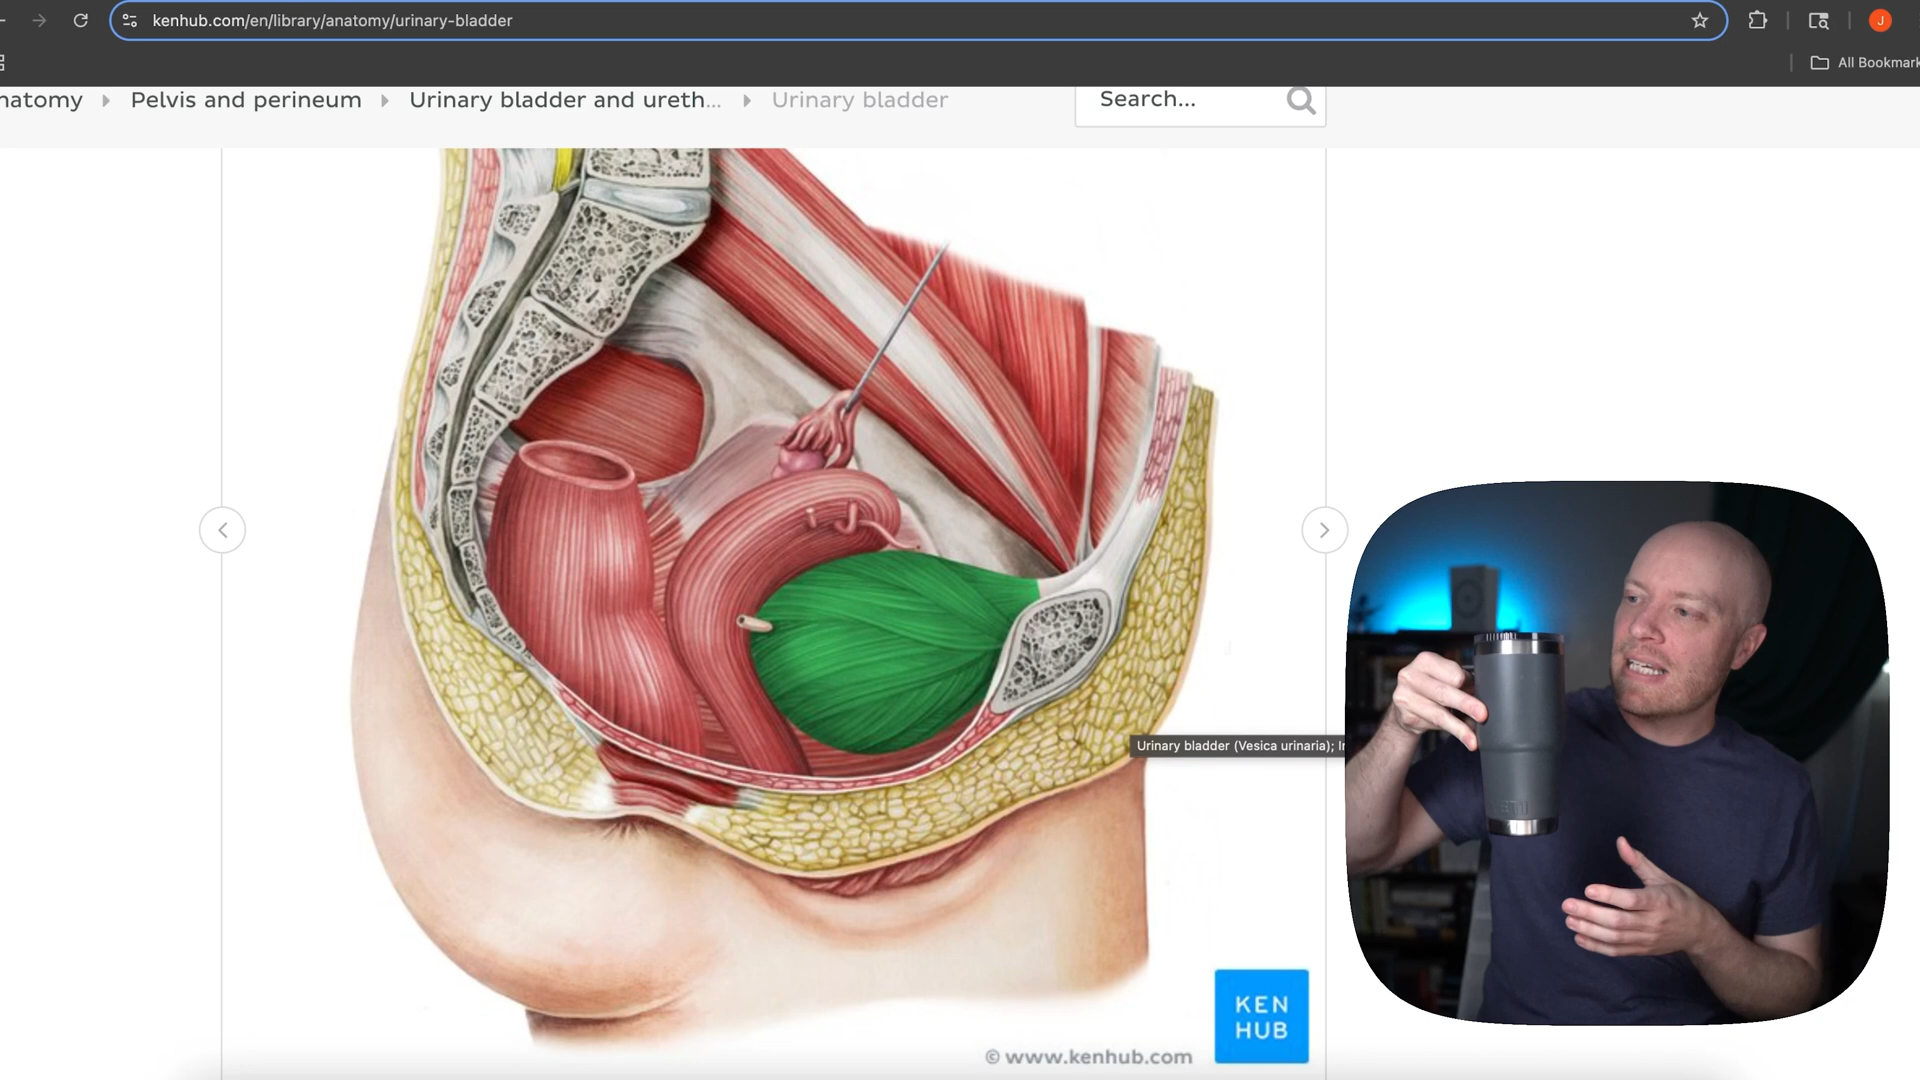 kenhub.com/en/library/anatomy/urinary-bladder
J
All Bookmark
natomy
Pelvis and perineum
Urinary bladder and ureth...
Urinary bladder
Search...
Urinary bladder (Vesica urinaria);
KEN
HUB
© www.kenhub.com